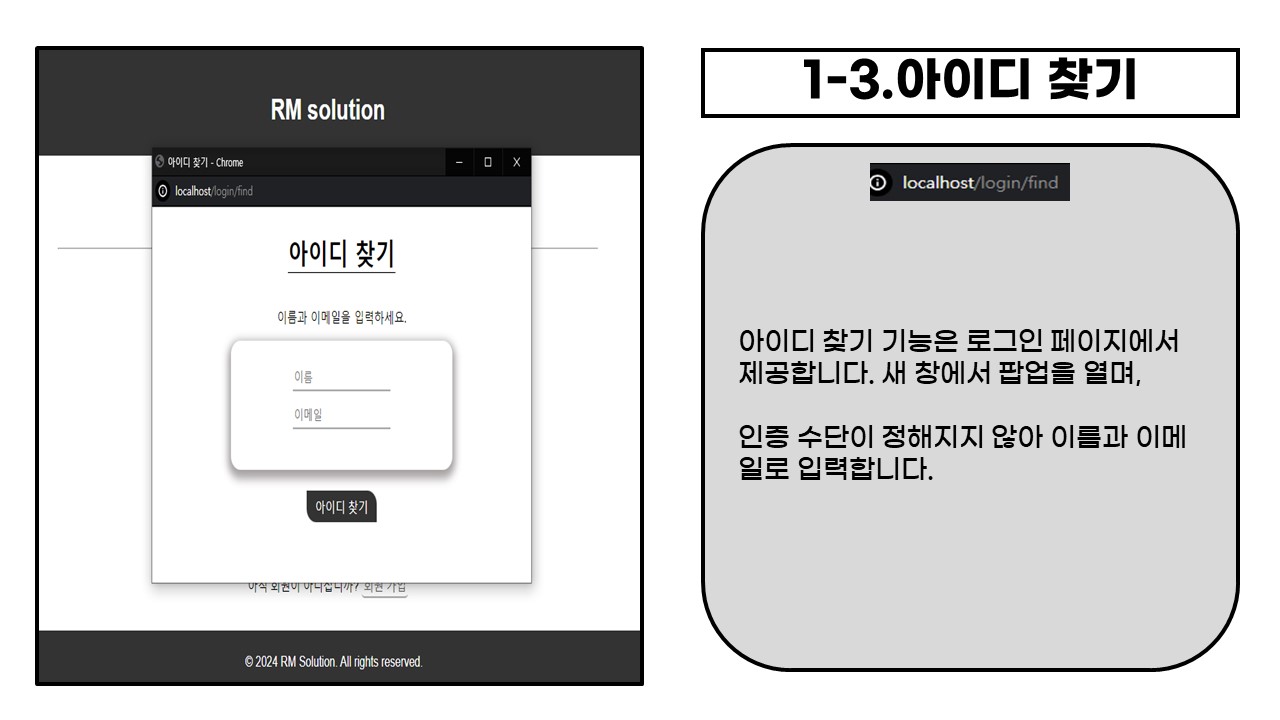 RM solution
아이디 찾기 - Chrome
localhost/login/find
아이디 찾기
이름과 이메일을 입력하세요.
이름
이메일
아이디 찾기
아직 회원이 아니십니까? 회원 가입
© 2024 RM Solution. All rights reserved.
1-3.아이디 찾기
localhost/login/find
아이디 찾기 기능은 로그인 페이지에서
제공합니다. 새 창에서 팝업을 열며,
인증 수단이 정해지지 않아 이름과 이메
일로 입력합니다.